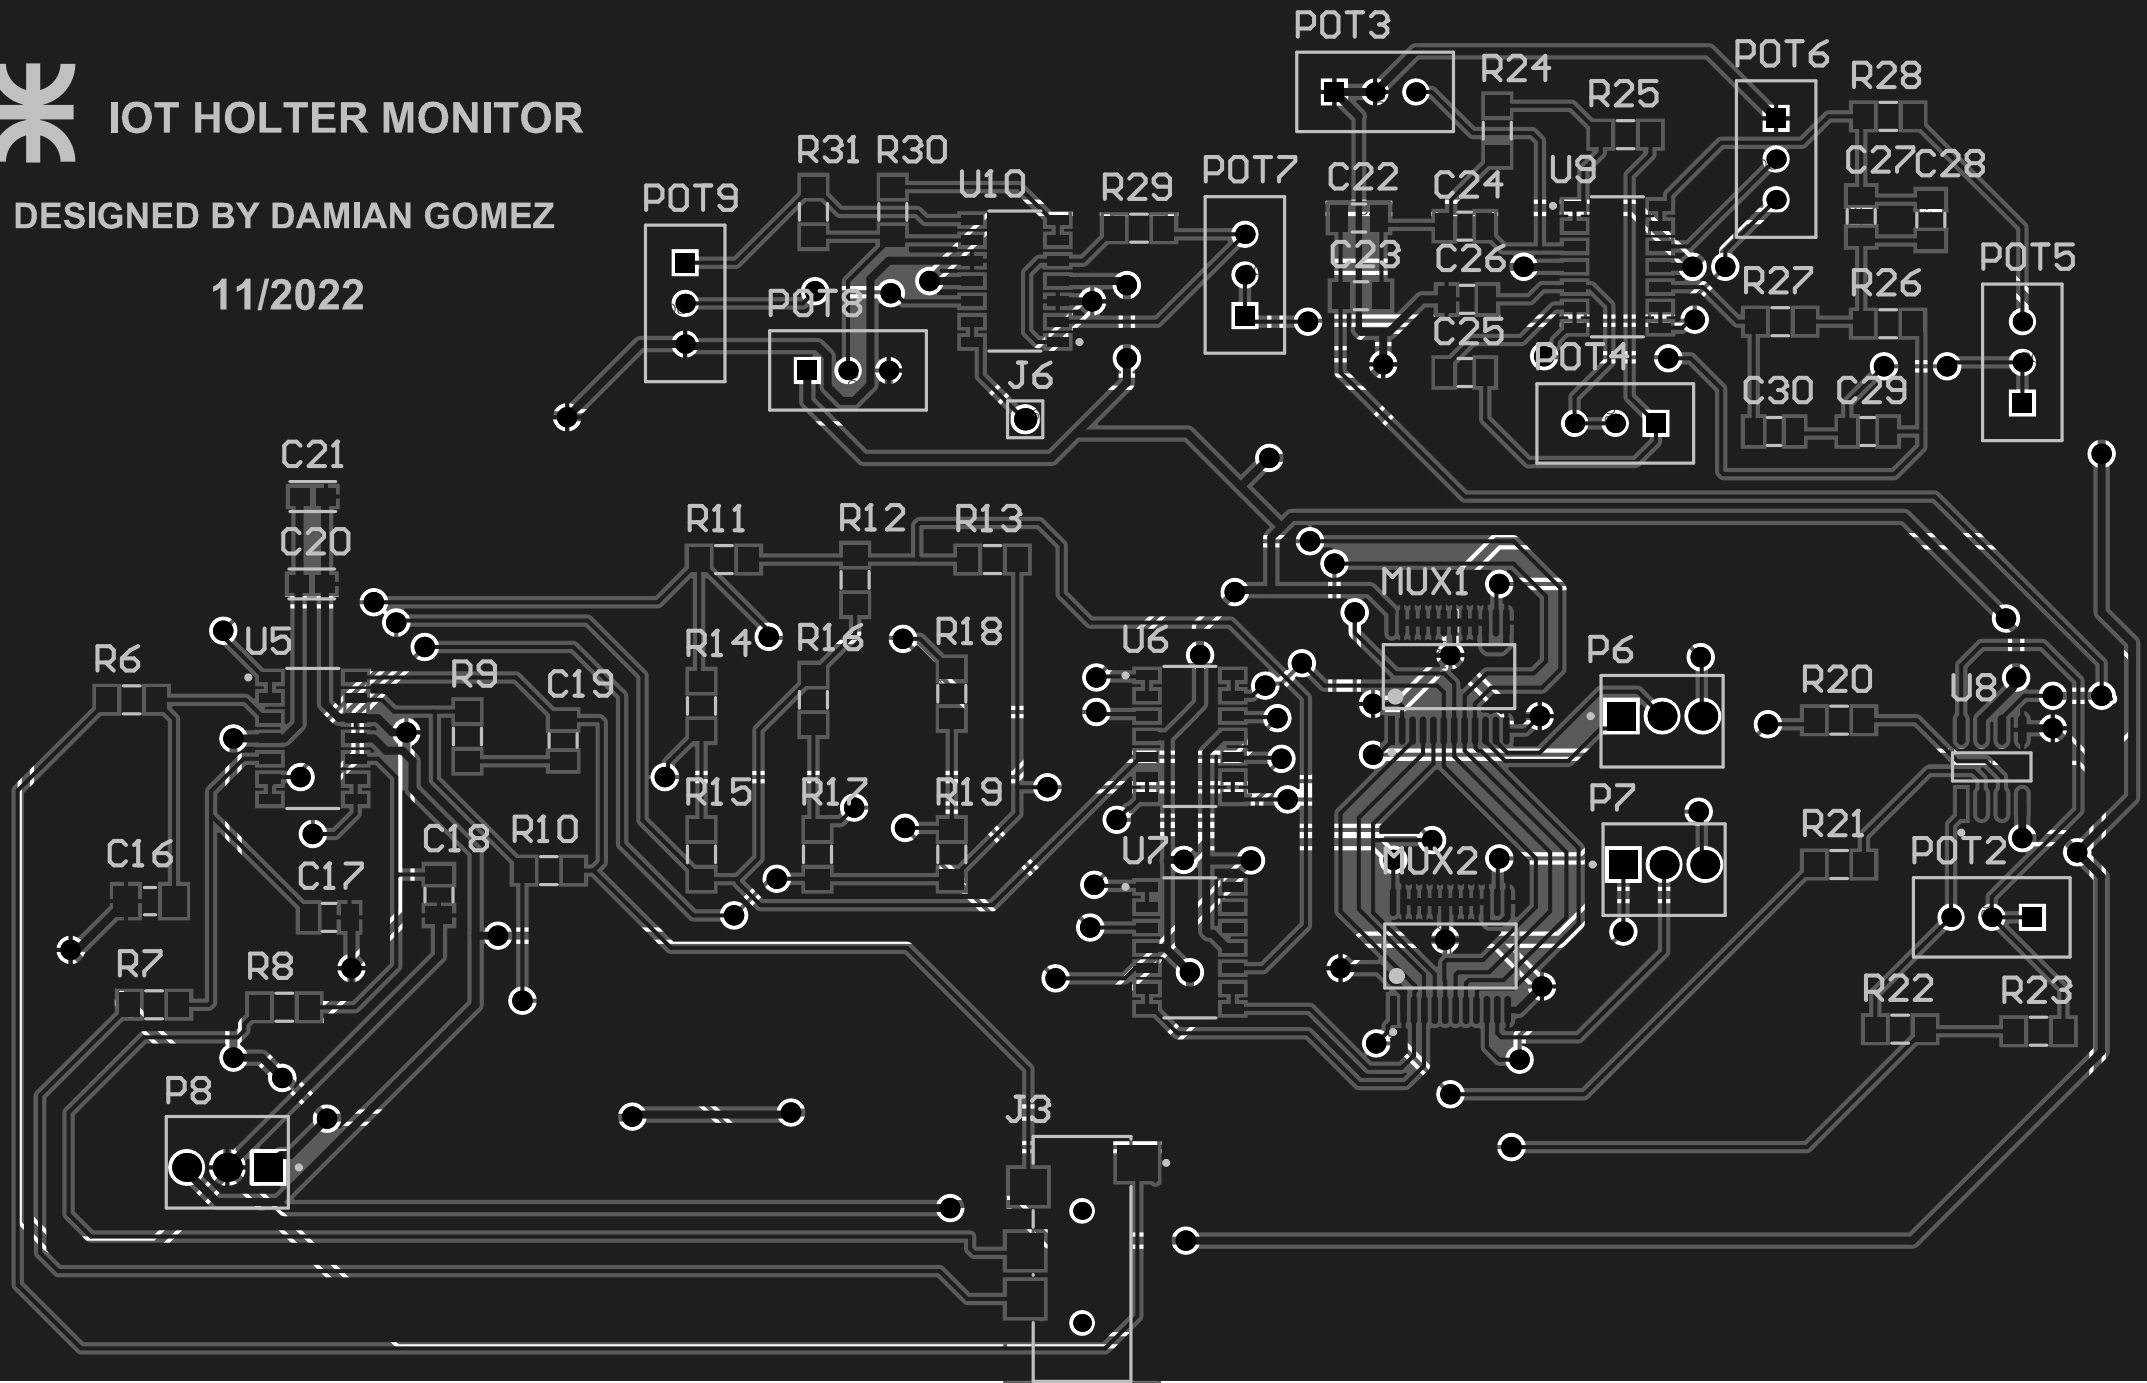 POT3
POT6
R24
R28
IOT HOLTER MONITOR
R25
R31 R30
U10
R29
POT7
C22
C24
U9
C27
C28
POT9
DESIGNED BY DAMIAN GOMEZ
C23
C26
POT5
11/2022
POT8
R27
R26
C25
POT4
J6
C30
C29
C21
C20
R11
R12
R13
MUX1
U5
R14
R16
R18
U6
P6
R6
R9
C19
R20
U8
R15
R17
R19
P7
C18
R10
R21
C16
U7
MUX2
POT2
C17
R7
R8
R22
R23
P8
J3